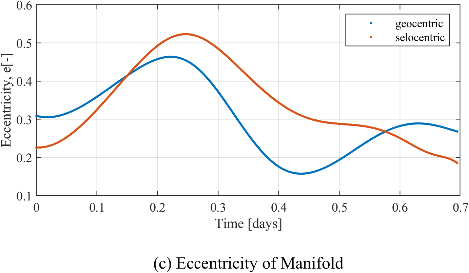 0.6
0.5
0.4
0.3
0.2
0.1
Eccentricity, e[-]
geocentric
selocentric
0 0.1 0.2 0.3 0.4 0.5 0.6 0.7
Time [days]
(c) Eccentricity of Manifold